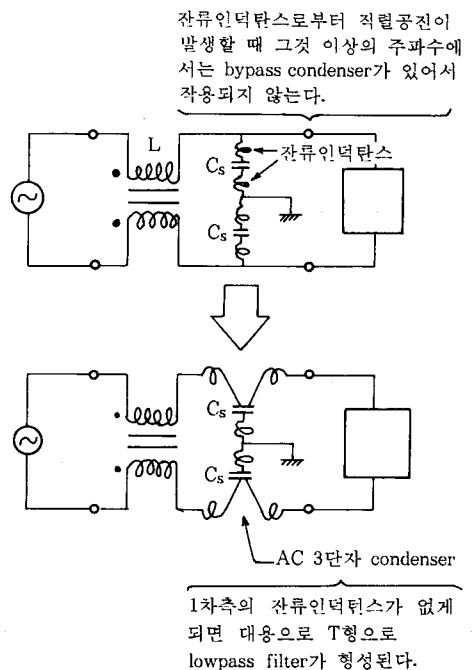 잔류인덕탄스로부터 직렬공진이
발생할 때 그것 이상의 주파수에
서는 bypass condenser가 있어서
작용되지 않는다.
L
Cs
잔류인덕탄스
Cs
Cs
Cs
AC 3단자 condenser
1차측의 잔류인덕턴스가 없게
되면 대용으로 T형으로
lowpass filter가 형성된다.